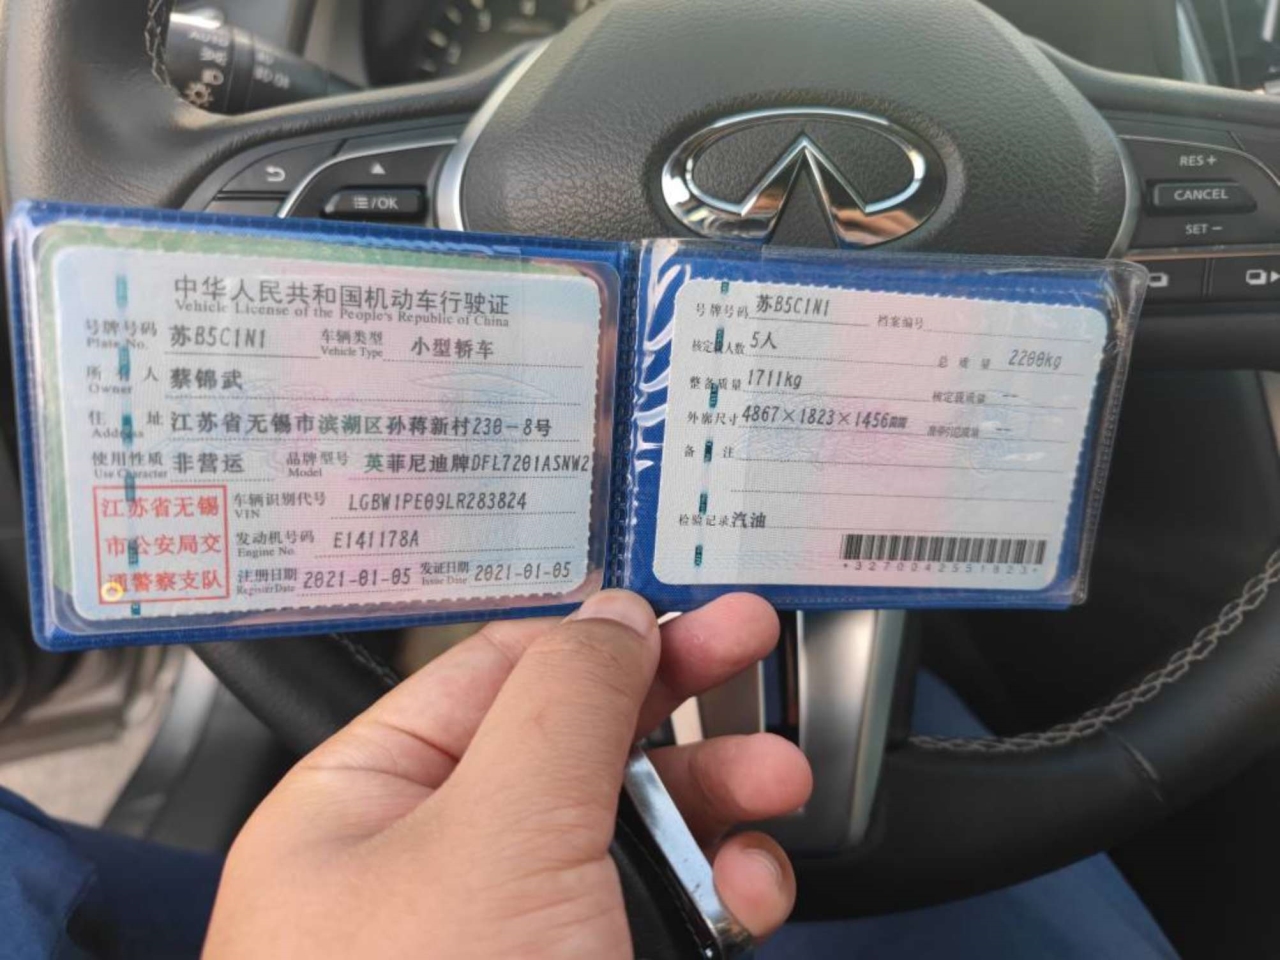 AUTO
RES +
CANCEL
SET −
/OK
中华人民共和国机动车行驶证
Vehicle License of the People's Republic of China
号牌号码 苏B5C1N1 车辆类型 小型轿车
Plate No. Vehicle Type
所有人 蔡锦武
Owner
住址 江苏省无锡市滨湖区孙蒋新村230-8号
Address
使用性质 非营运 品牌型号 英菲尼迪牌DFL7201ASNW2
Use Character Model
江苏省无锡
市公安局交
通警察支队
车辆识别代号 LGBW1PE09LR283824
VIN
发动机号码 E141178A
Engine No.
注册日期 2021-01-05 发证日期 2021-01-05
Register Date Issue Date
号牌号码 苏B5C1N1 档案编号
核定载人数 5人 总质量 2200kg
整备质量 1711kg 核定载质量 --
外廓尺寸 4867×1823×1456mm --
备注
检验记录 汽油
*3270242551823*